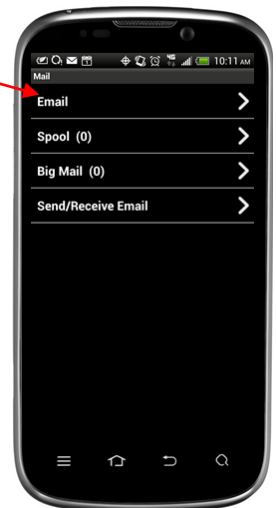 10:11 AM
Mail
Email
Spool (0)
Big Mail (0)
Send/Receive Email